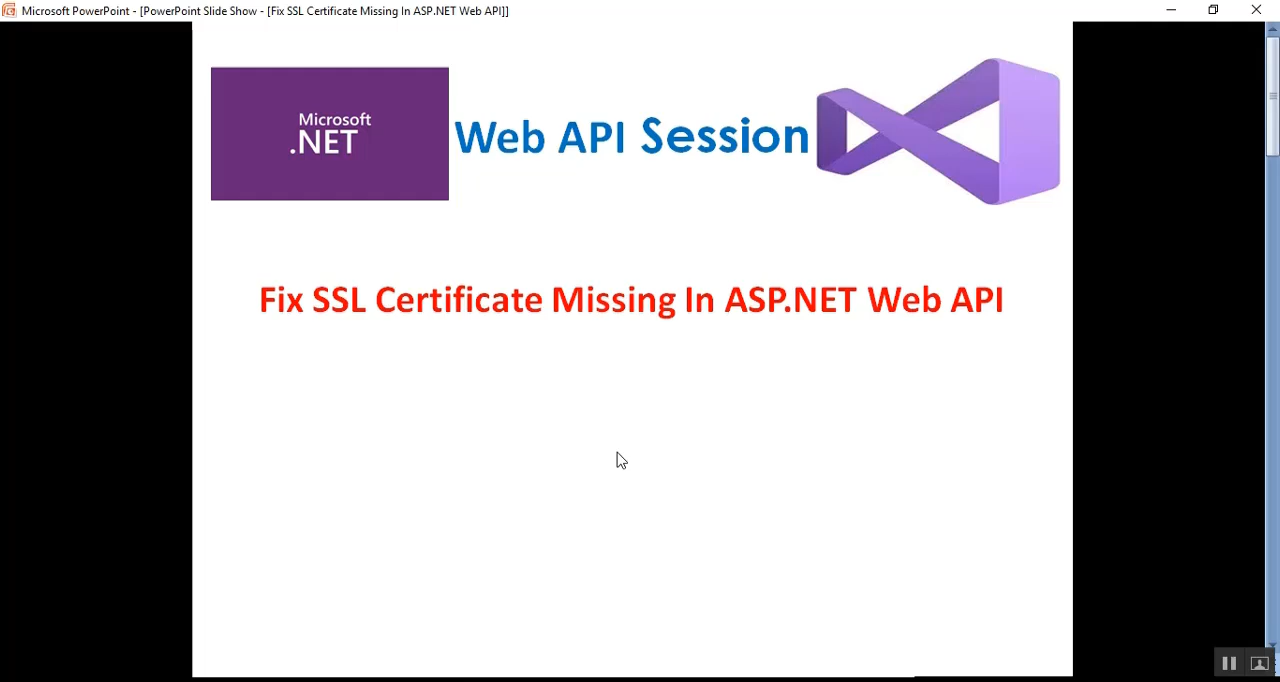 Microsoft PowerPoint - [PowerPoint Slide Show - [Fix SSL Certificate Missing In ASP.NET Web API]]
Microsoft
.NET
Web API Session
Fix SSL Certificate Missing In ASP.NET Web API